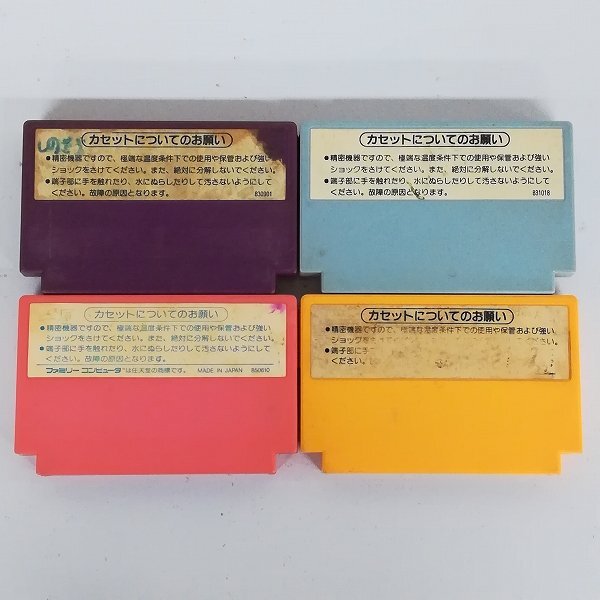 しのざき
カセットについてのお願い
●精密機器ですので、極端な温度条件下での使用や保管および強い
ショックをさけてください。また、絶対に分解しないでください。
●端子部に手を触れたり、水にぬらしたりして汚さないようにして
ください。故障の原因となります。 830901
カセットについてのお願い
●精密機器ですので、極端な温度条件下での使用や保管および強い
ショックをさけてください。また、絶対に分解しないでください。
●端子部に手を触れたり、水にぬらしたりして汚さないようにして
ください。故障の原因となります。 831018
カセットについてのお願い
●精密機器ですので、極端な温度条件下での使用や保管および強い
ショックをさけてください。また、絶対に分解しないでください。
●端子部に手を触れたり、水にぬらしたりして汚さないようにして
ください。故障の原因となります。
ファミリー コンピュータ は任天堂の商標です。 MADE IN JAPAN 850610
カセットについてのお願い
●精密機器ですので、極端な温度条件下での使用や保管および強い
ショックをさけてください。また、絶対に分解しないでください。
●端子部に手
ください。